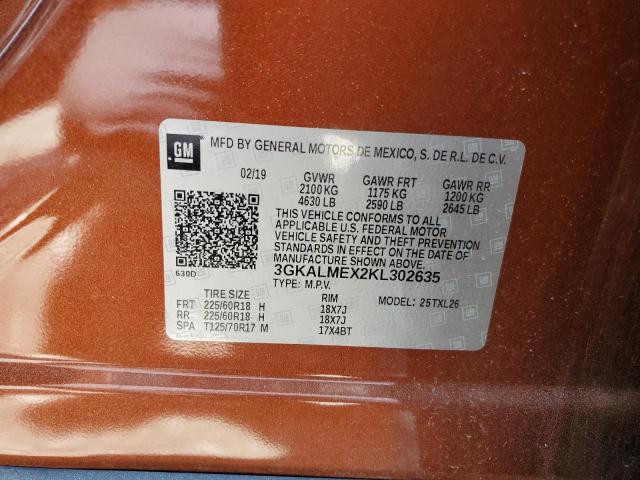 GM MFD BY GENERAL MOTORS DE MEXICO, S. DE R.L. DE C.V.
02/19 GVWR GAWR FRT GAWR RR
2100 KG 1175 KG 1200 KG
4630 LB 2590 LB 2645 LB
THIS VEHICLE CONFORMS TO ALL
APPLICABLE U.S. FEDERAL MOTOR
VEHICLE SAFETY AND THEFT PREVENTION
STANDARDS IN EFFECT ON THE DATE OF
MANUFACTURE SHOWN ABOVE.
630D
3GKALMEX2KL302635
TYPE: M.P.V.
TIRE SIZE RIM MODEL: 25TXL26
FRT 225/60R18 H 18X7J
RR 225/60R18 H 18X7J
SPA T125/70R17 M 17X4BT